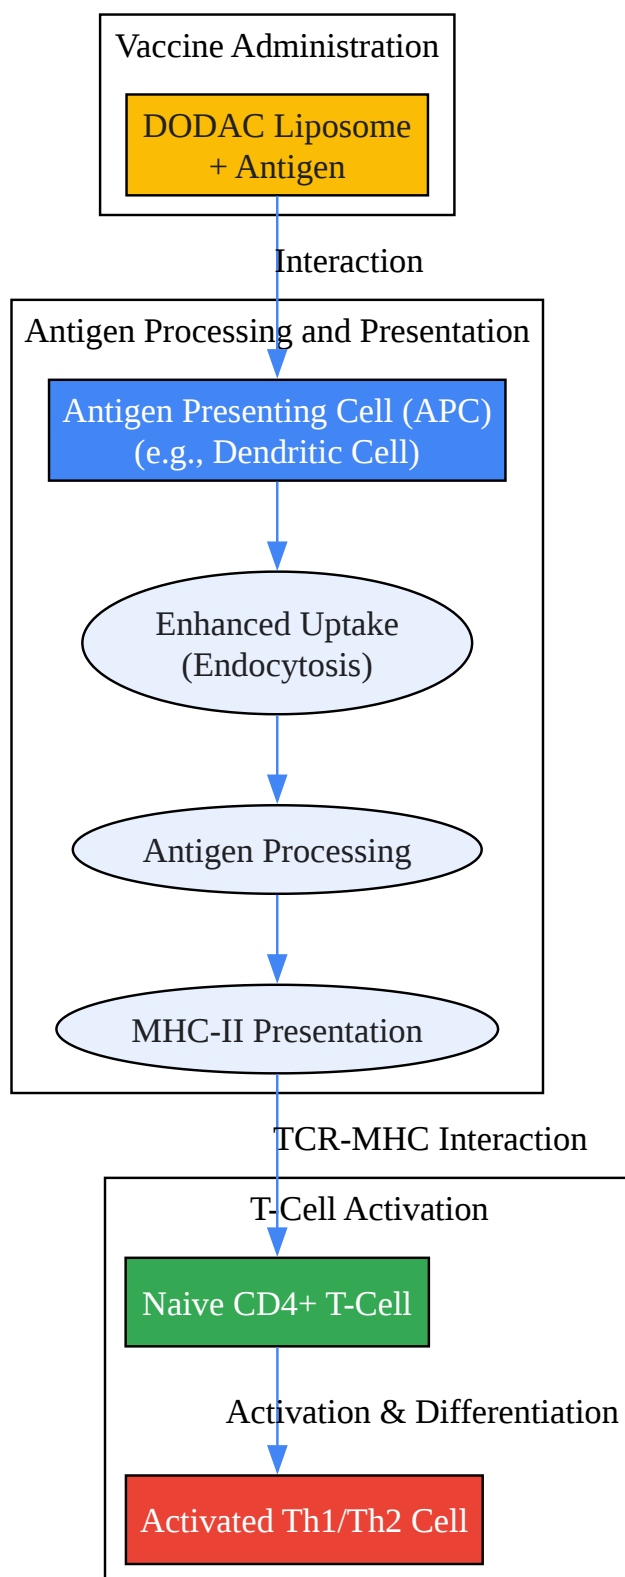 Vaccine Administration
DODAC Liposome
+ Antigen
Interaction
Antigen Processing and Presentation
Antigen Presenting Cell (APC)
(e.g., Dendritic Cell)
Enhanced Uptake
(Endocytosis)
Antigen Processing
MHC-II Presentation
TCR-MHC Interaction
T-Cell Activation
Naive CD4+ T-Cell
Activation & Differentiation
Activated Th1/Th2 Cell